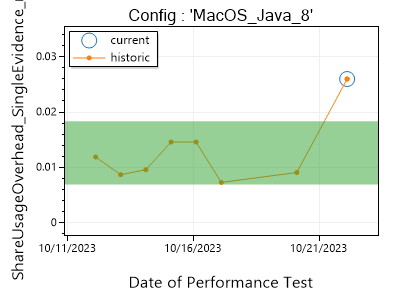 Config : 'MacOS_Java_8'
ShareUsageOverhead_SingleEvidence_
current
historic
0.03
0.02
0.01
0
10/11/2023
10/16/2023
10/21/2023
Date of Performance Test